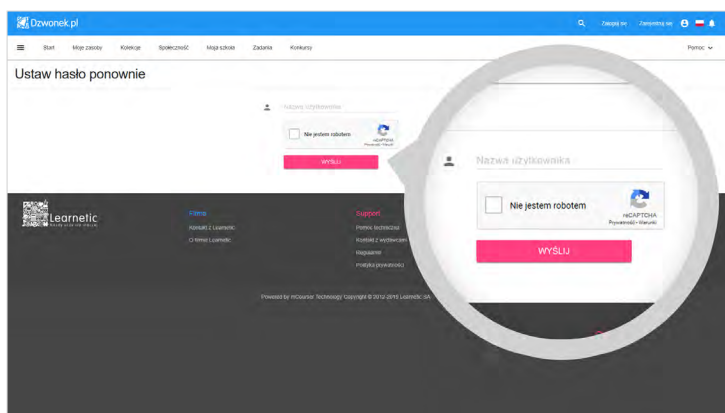 Dzwonek.pl
Zaloguj się Zarejestruj się
Start Moje zasoby Kolekcje Społeczność Moja szkoła Zadania Konkursy Pomoc
Ustaw hasło ponownie
Nazwa użytkownika
Nie jestem robotem
reCAPTCHA
Prywatność - Warunki
WYŚLIJ
Nazwa użytkownika
Nie jestem robotem
reCAPTCHA
Prywatność - Warunki
WYŚLIJ
Learnetic
Firma
Kontakt z Learnetic
O firmie Learnetic
Support
Pomoc techniczna
Kontakt z wydawcami
Regulamin
Polityka prywatności
Powered by mCourser Technology Copyright © 2012-2015 Learnetic SA